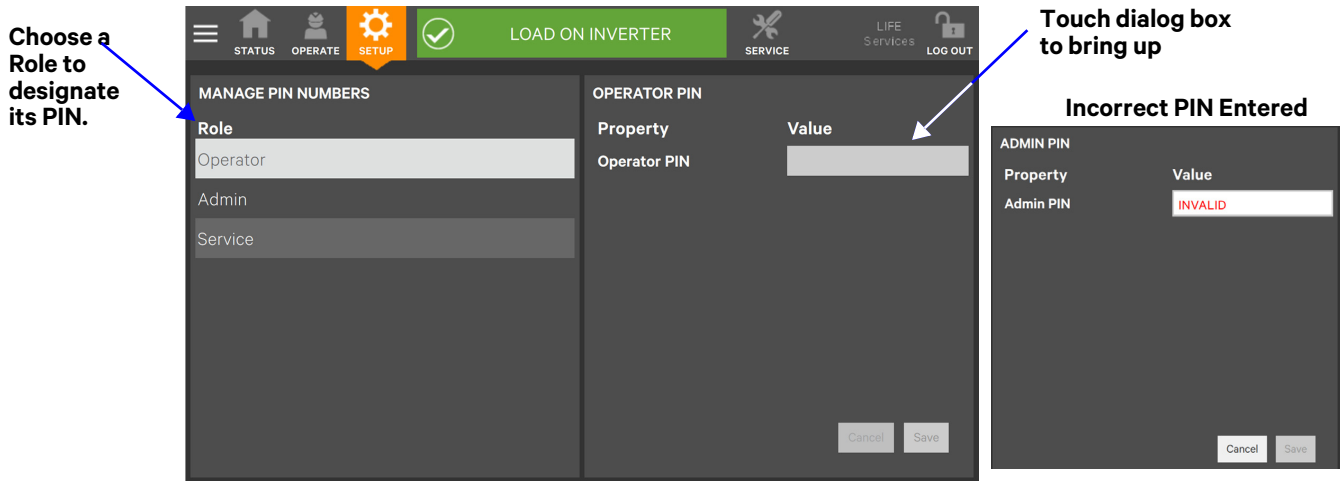 Choose a
Role to
designate
its PIN.
STATUS
OPERATE
SETUP
LOAD ON INVERTER
SERVICE
LIFE
Services
LOG OUT
MANAGE PIN NUMBERS
Role
Operator
Admin
Service
OPERATOR PIN
Property Value
Operator PIN
Cancel Save
Touch dialog box
to bring up
Incorrect PIN Entered
ADMIN PIN
Property Value
Admin PIN INVALID
Cancel Save